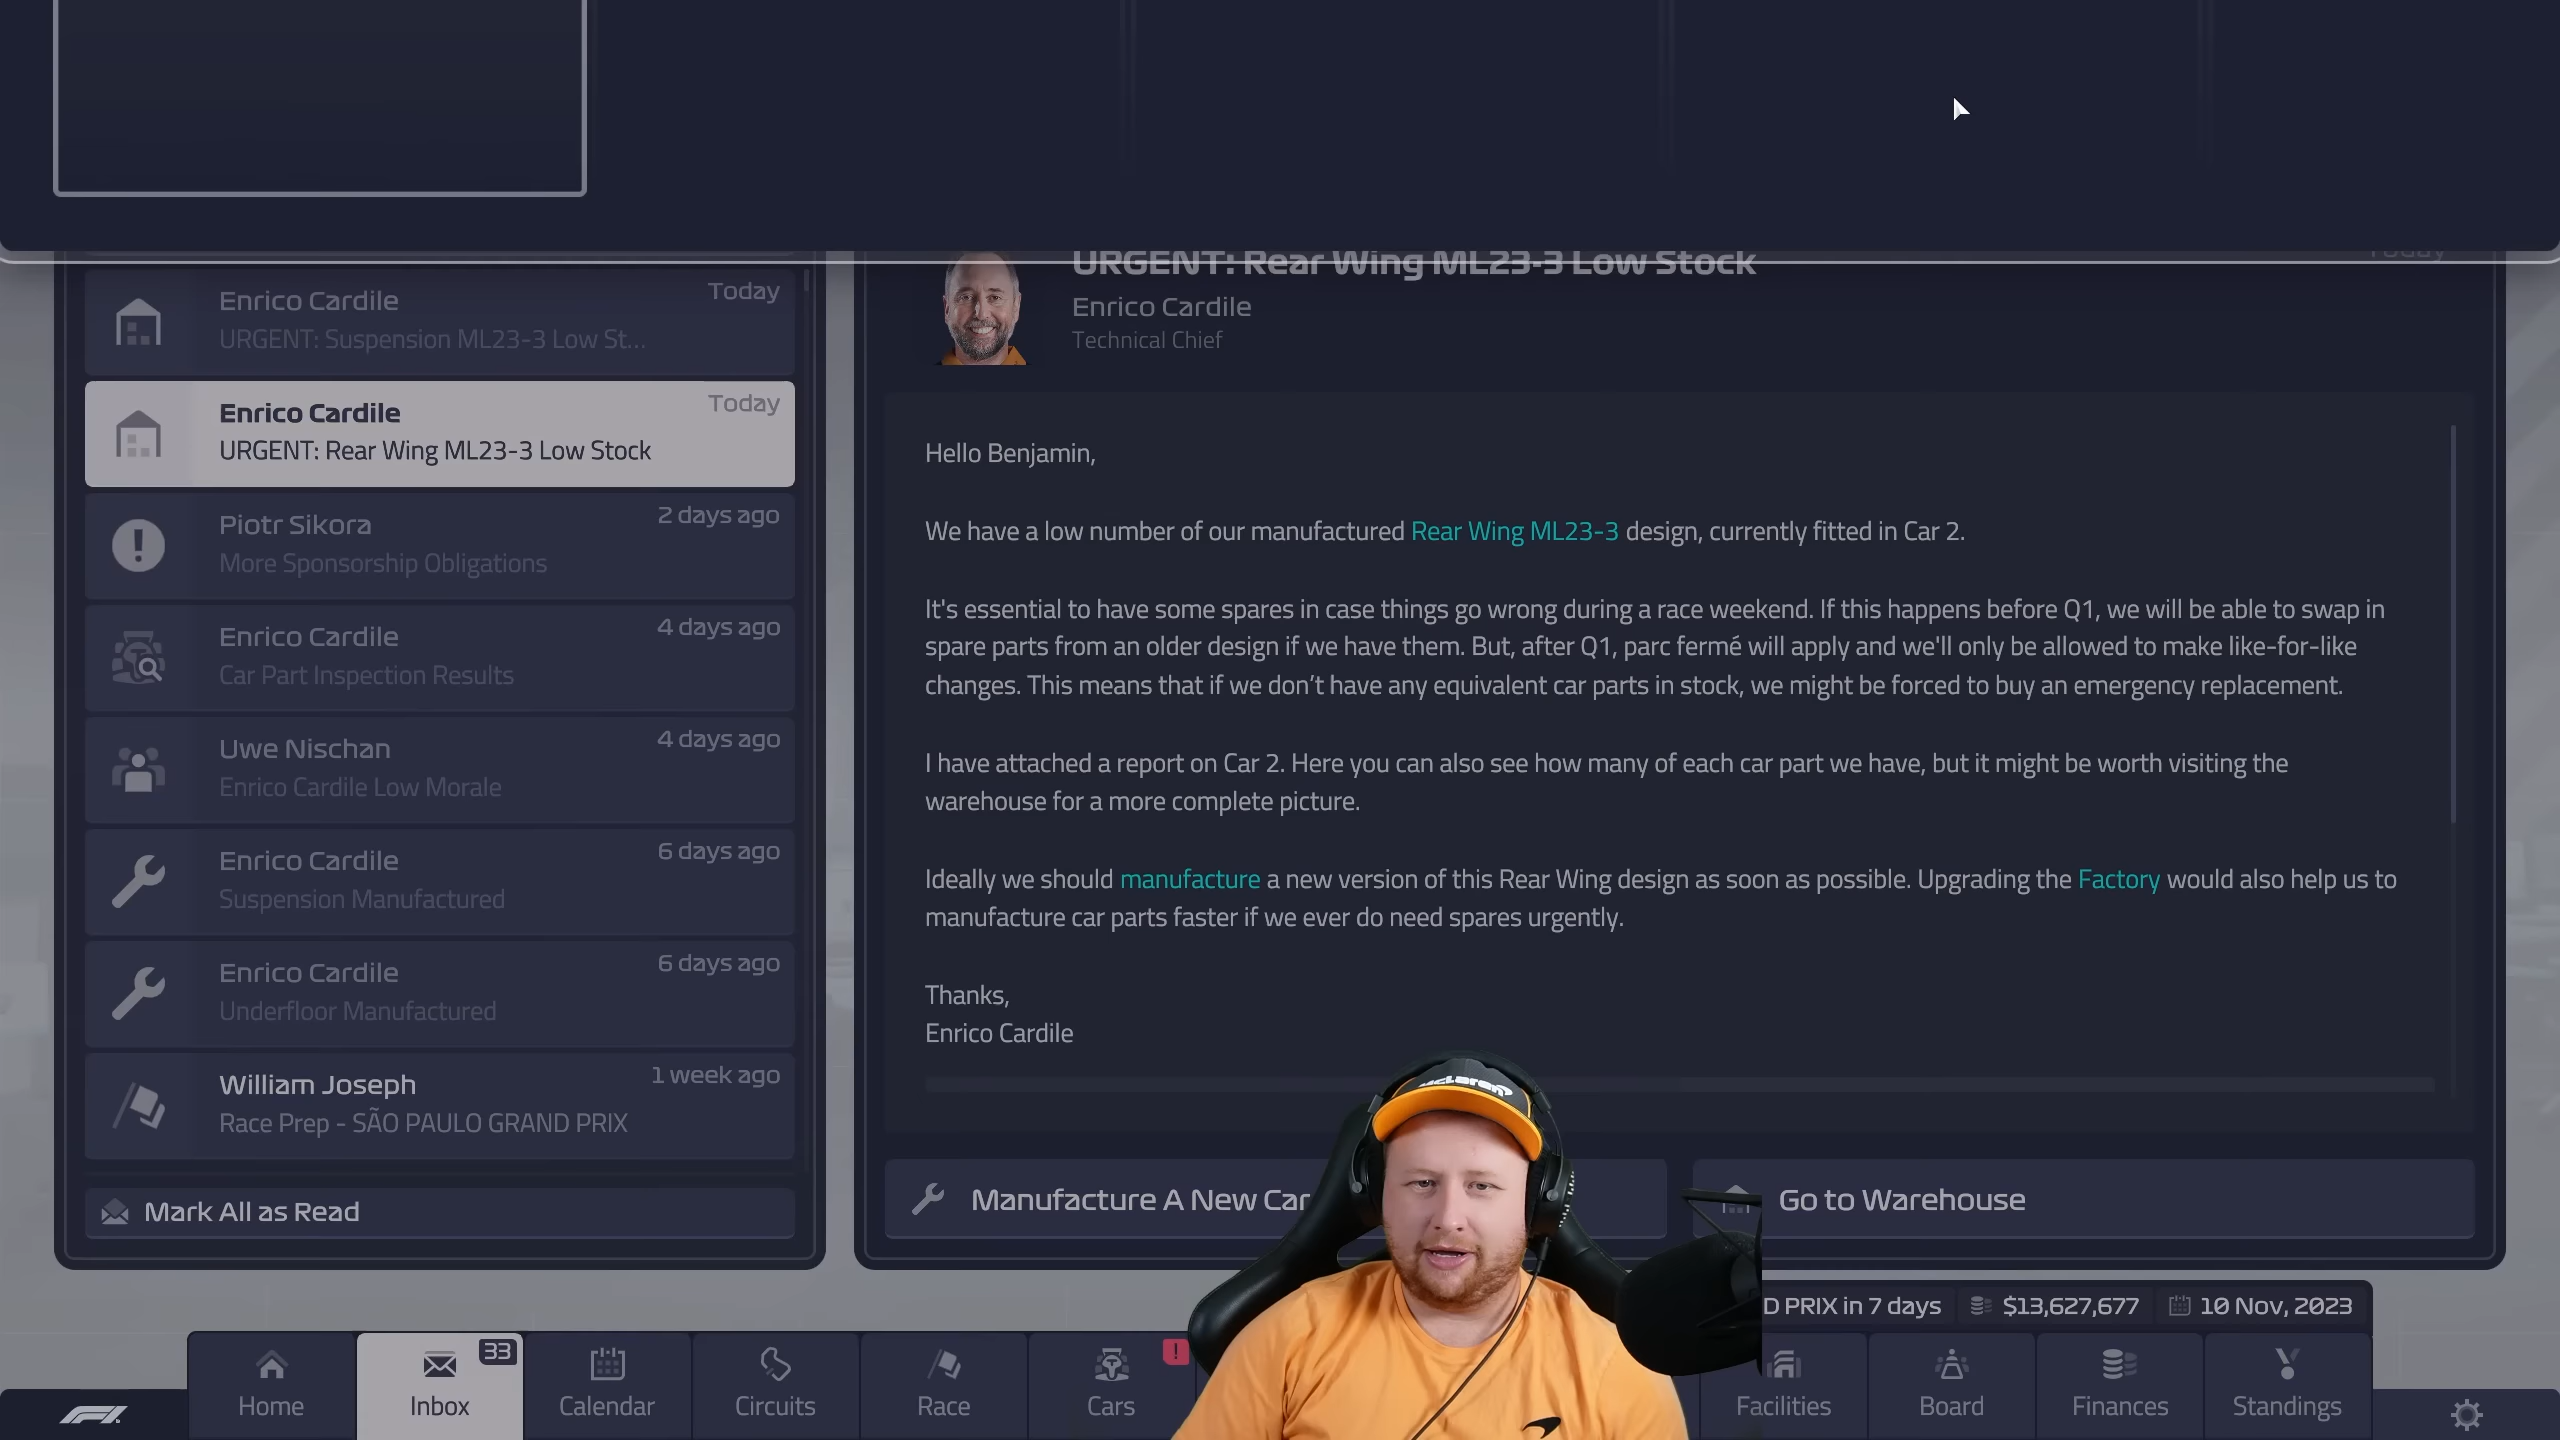 URGENT: Rear Wing ML23-3 Low Stock
Today
Enrico Cardile
Technical Chief
Enrico Cardile
Today
URGENT: Suspension ML23-3 Low St...
Enrico Cardile
Today
URGENT: Rear Wing ML23-3 Low Stock
Piotr Sikora
2 days ago
More Sponsorship Obligations
Enrico Cardile
4 days ago
Car Part Inspection Results
Uwe Nischan
4 days ago
Enrico Cardile Low Morale
Enrico Cardile
6 days ago
Suspension Manufactured
Enrico Cardile
6 days ago
Underfloor Manufactured
William Joseph
1 week ago
Race Prep - SÃO PAULO GRAND PRIX
Mark All as Read
Hello Benjamin,
We have a low number of our manufactured Rear Wing ML23-3 design, currently fitted in Car 2.
It's essential to have some spares in case things go wrong during a race weekend. If this happens before Q1, we will be able to swap in
spare parts from an older design if we have them. But, after Q1, parc fermé will apply and we'll only be allowed to make like-for-like
changes. This means that if we don’t have any equivalent car parts in stock, we might be forced to buy an emergency replacement.
I have attached a report on Car 2. Here you can also see how many of each car part we have, but it might be worth visiting the
warehouse for a more complete picture.
Ideally we should manufacture a new version of this Rear Wing design as soon as possible. Upgrading the Factory would also help us to
manufacture car parts faster if we ever do need spares urgently.
Thanks,
Enrico Cardile
Manufacture A New Car
Go to Warehouse
McLaren
D PRIX in 7 days
$13,627,677
10 Nov, 2023
F1
Home
Inbox
33
Calendar
Circuits
Race
Cars
!
Facilities
Board
Finances
Standings